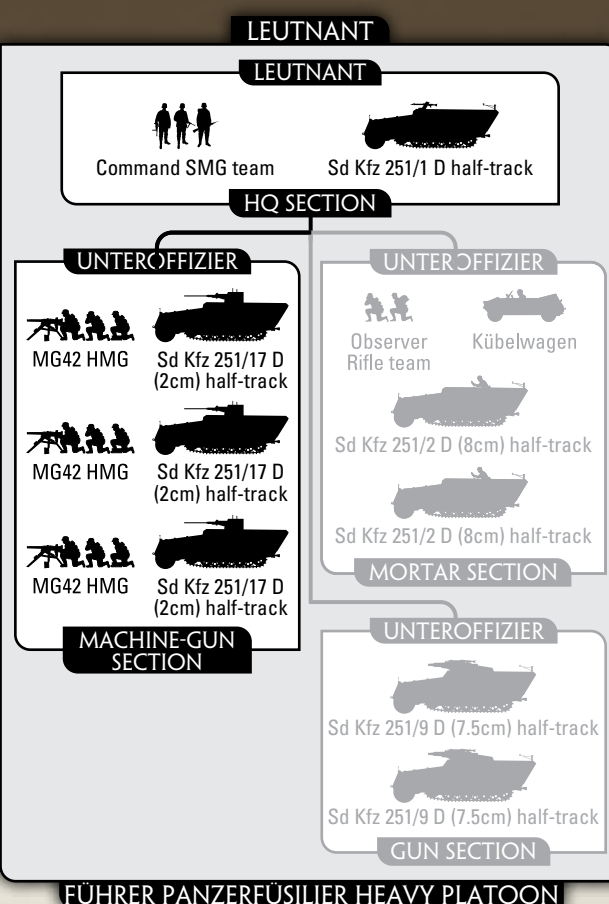 LEUTNANT
LEUTNANT
Command SMG team
Sd Kfz 251/1 D half-track
HQ SECTION
UNTEROFFIZIER
MG42 HMG
Sd Kfz 251/17 D
(2cm) half-track
MG42 HMG
Sd Kfz 251/17 D
(2cm) half-track
MG42 HMG
Sd Kfz 251/17 D
(2cm) half-track
MACHINE-GUN
SECTION
UNTEROFFIZIER
Observer
Rifle team
Kübelwagen
Sd Kfz 251/2 D (8cm) half-track
Sd Kfz 251/2 D (8cm) half-track
MORTAR SECTION
UNTEROFFIZIER
Sd Kfz 251/9 D (7.5cm) half-track
Sd Kfz 251/9 D (7.5cm) half-track
GUN SECTION
FÜHRER PANZERFÜSILIER HEAVY PLATOON